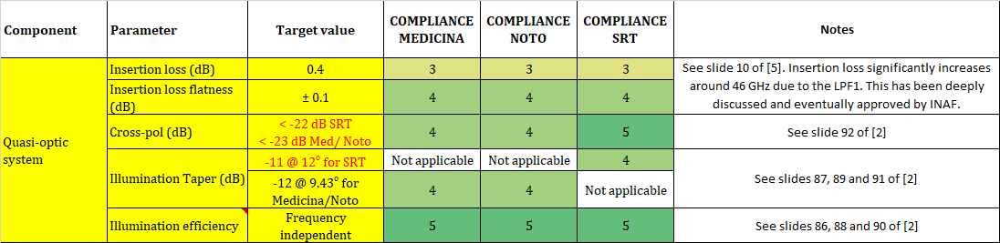 Component
Parameter
Target value
COMPLIANCE
MEDICINA
COMPLIANCE
NOTO
COMPLIANCE
SRT
Notes
Quasi-optic
system
Insertion loss (dB)
0.4
3
3
3
See slide 10 of [5]. Insertion loss significantly increases
around 46 GHz due to the LPF1. This has been deeply
discussed and eventually approved by INAF.
Insertion loss flatness
(dB)
± 0.1
4
4
4
Cross-pol (dB)
< -22 dB SRT
< -23 dB Med/ Noto
4
4
5
See slide 92 of [2]
Illumination Taper (dB)
-11 @ 12° for SRT
Not applicable
Not applicable
4
See slides 87, 89 and 91 of [2]
-12 @ 9.43° for
Medicina/Noto
4
4
Not applicable
Illumination efficiency
Frequency
independent
5
5
5
See slides 86, 88 and 90 of [2]